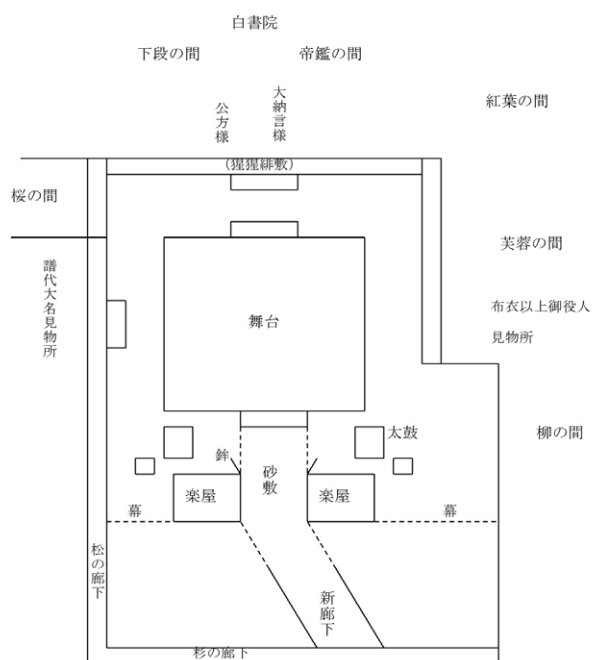 白書院
下段の間
帝鑑の間
紅葉の間
公方様
大納言様
(猩猩緋敷)
桜の間
芙蓉の間
譜代大名見物所
布衣以上御役人
見物所
舞台
柳の間
太鼓
鉾
砂敷
楽屋
楽屋
幕
幕
松の廊下
新廊下
杉の廊下